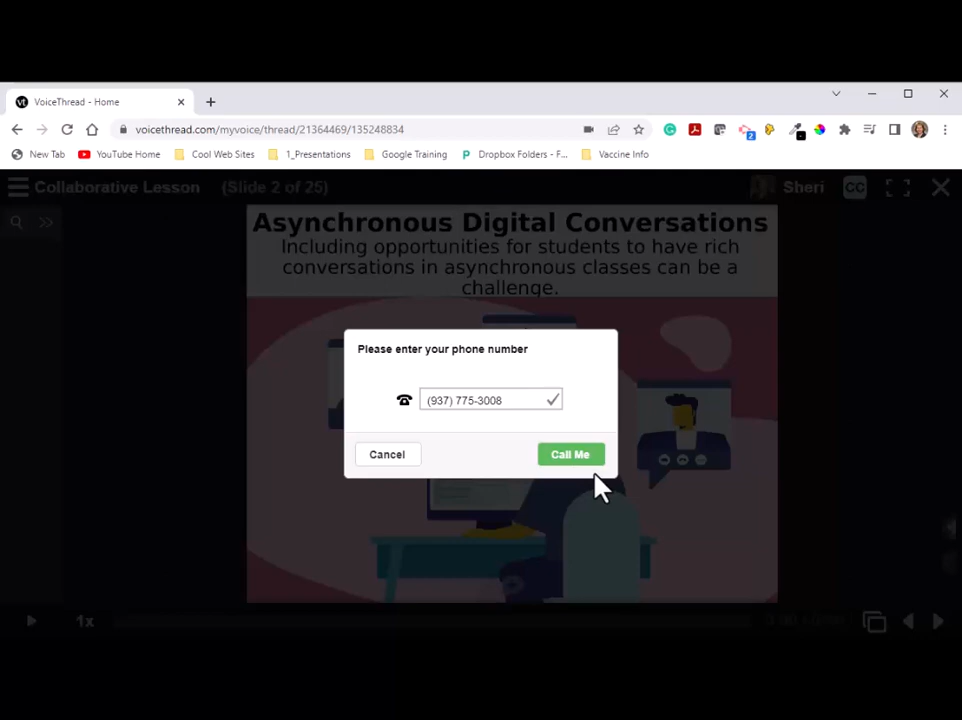 VoiceThread - Home
voicethread.com/myvoice/thread/21364469/135248834
New Tab
YouTube Home
Cool Web Sites
1_Presentations
Google Training
Dropbox Folders - F...
Vaccine Info
Collaborative Lesson (Slide 2 of 25)
Sheri
CC
Asynchronous Digital Conversations
Including opportunities for students to have rich
conversations in asynchronous classes can be a
challenge.
Please enter your phone number
(937) 775-3008
Cancel
Call Me
1x